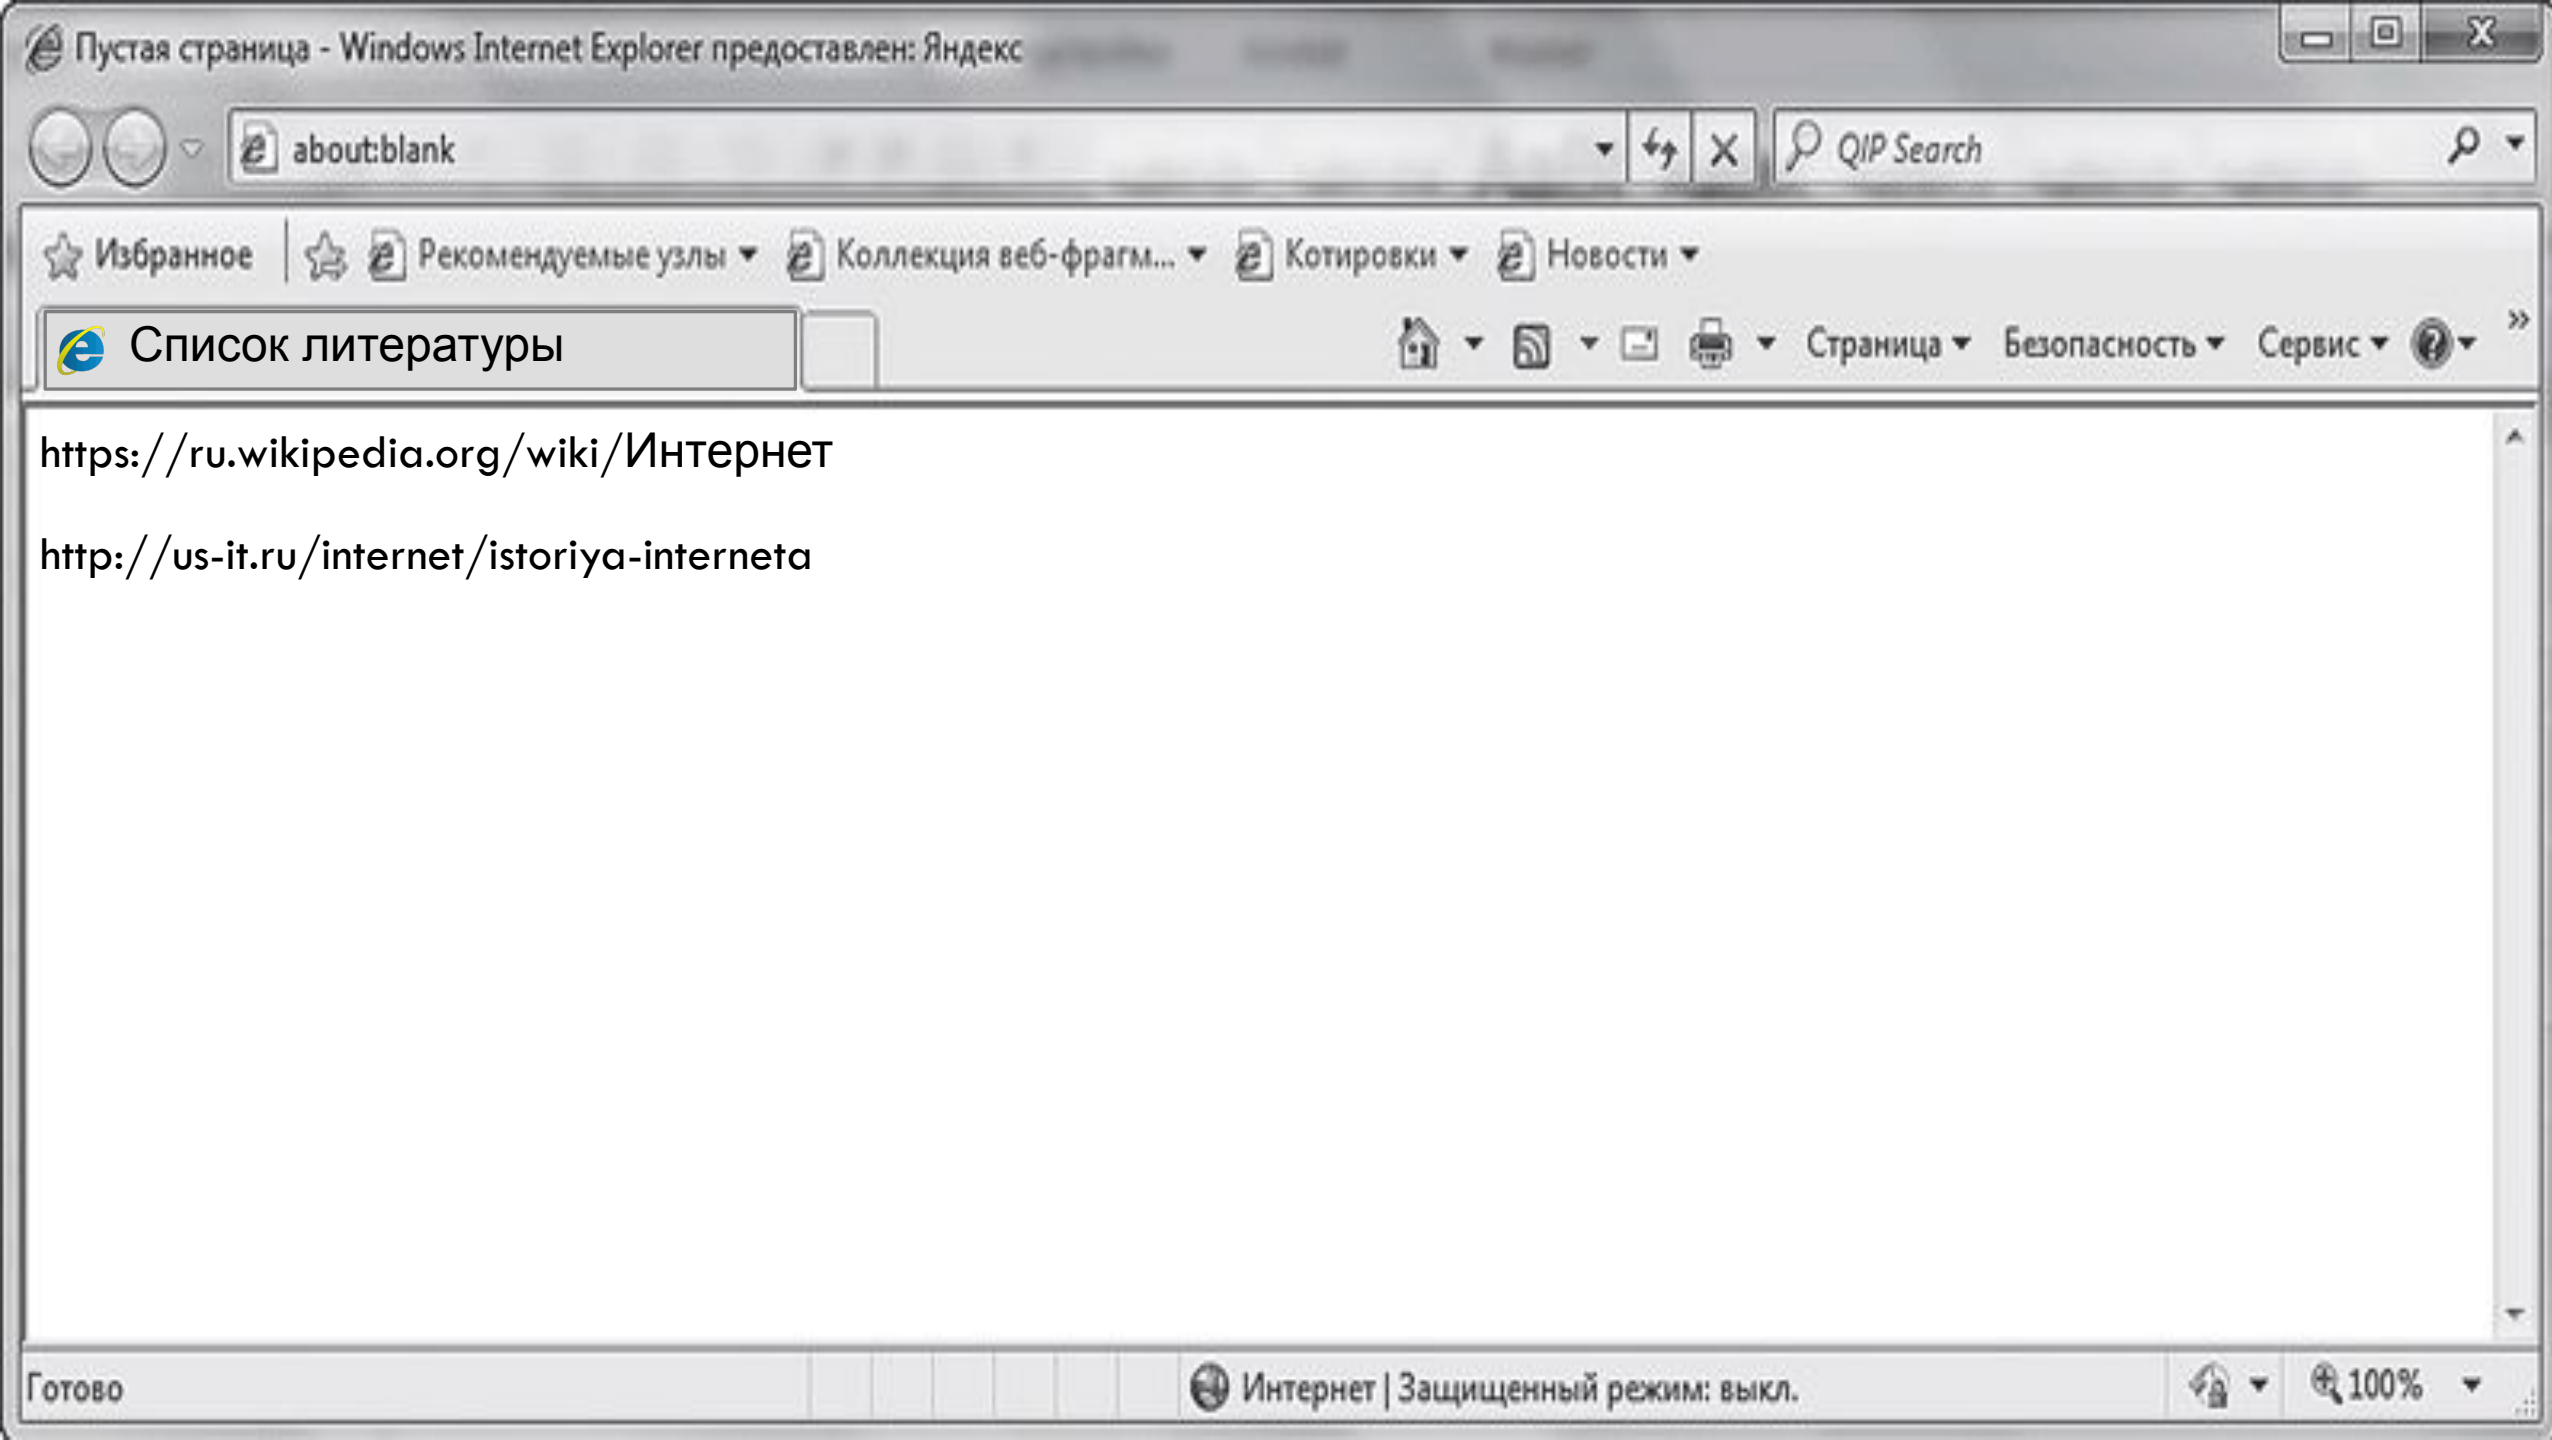 Пустая страница - Windows Internet Explorer предоставлен: Яндекс
about:blank
QIP Search
Избранное Рекомендуемые узлы Коллекция веб-фрагм... Котировки Новости
Список литературы
Страница Безопасность Сервис
https://ru.wikipedia.org/wiki/Интернет
http://us-it.ru/internet/istoriya-interneta
Готово
Интернет | Защищенный режим: выкл.
100%